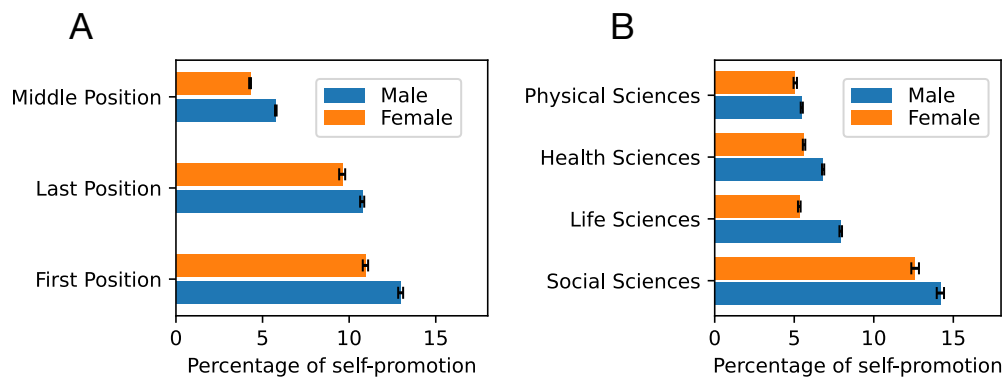 A
Middle Position
Last Position
First Position
Male
Female
0 5 10 15
Percentage of self-promotion
B
Physical Sciences
Health Sciences
Life Sciences
Social Sciences
Male
Female
0 5 10 15
Percentage of self-promotion